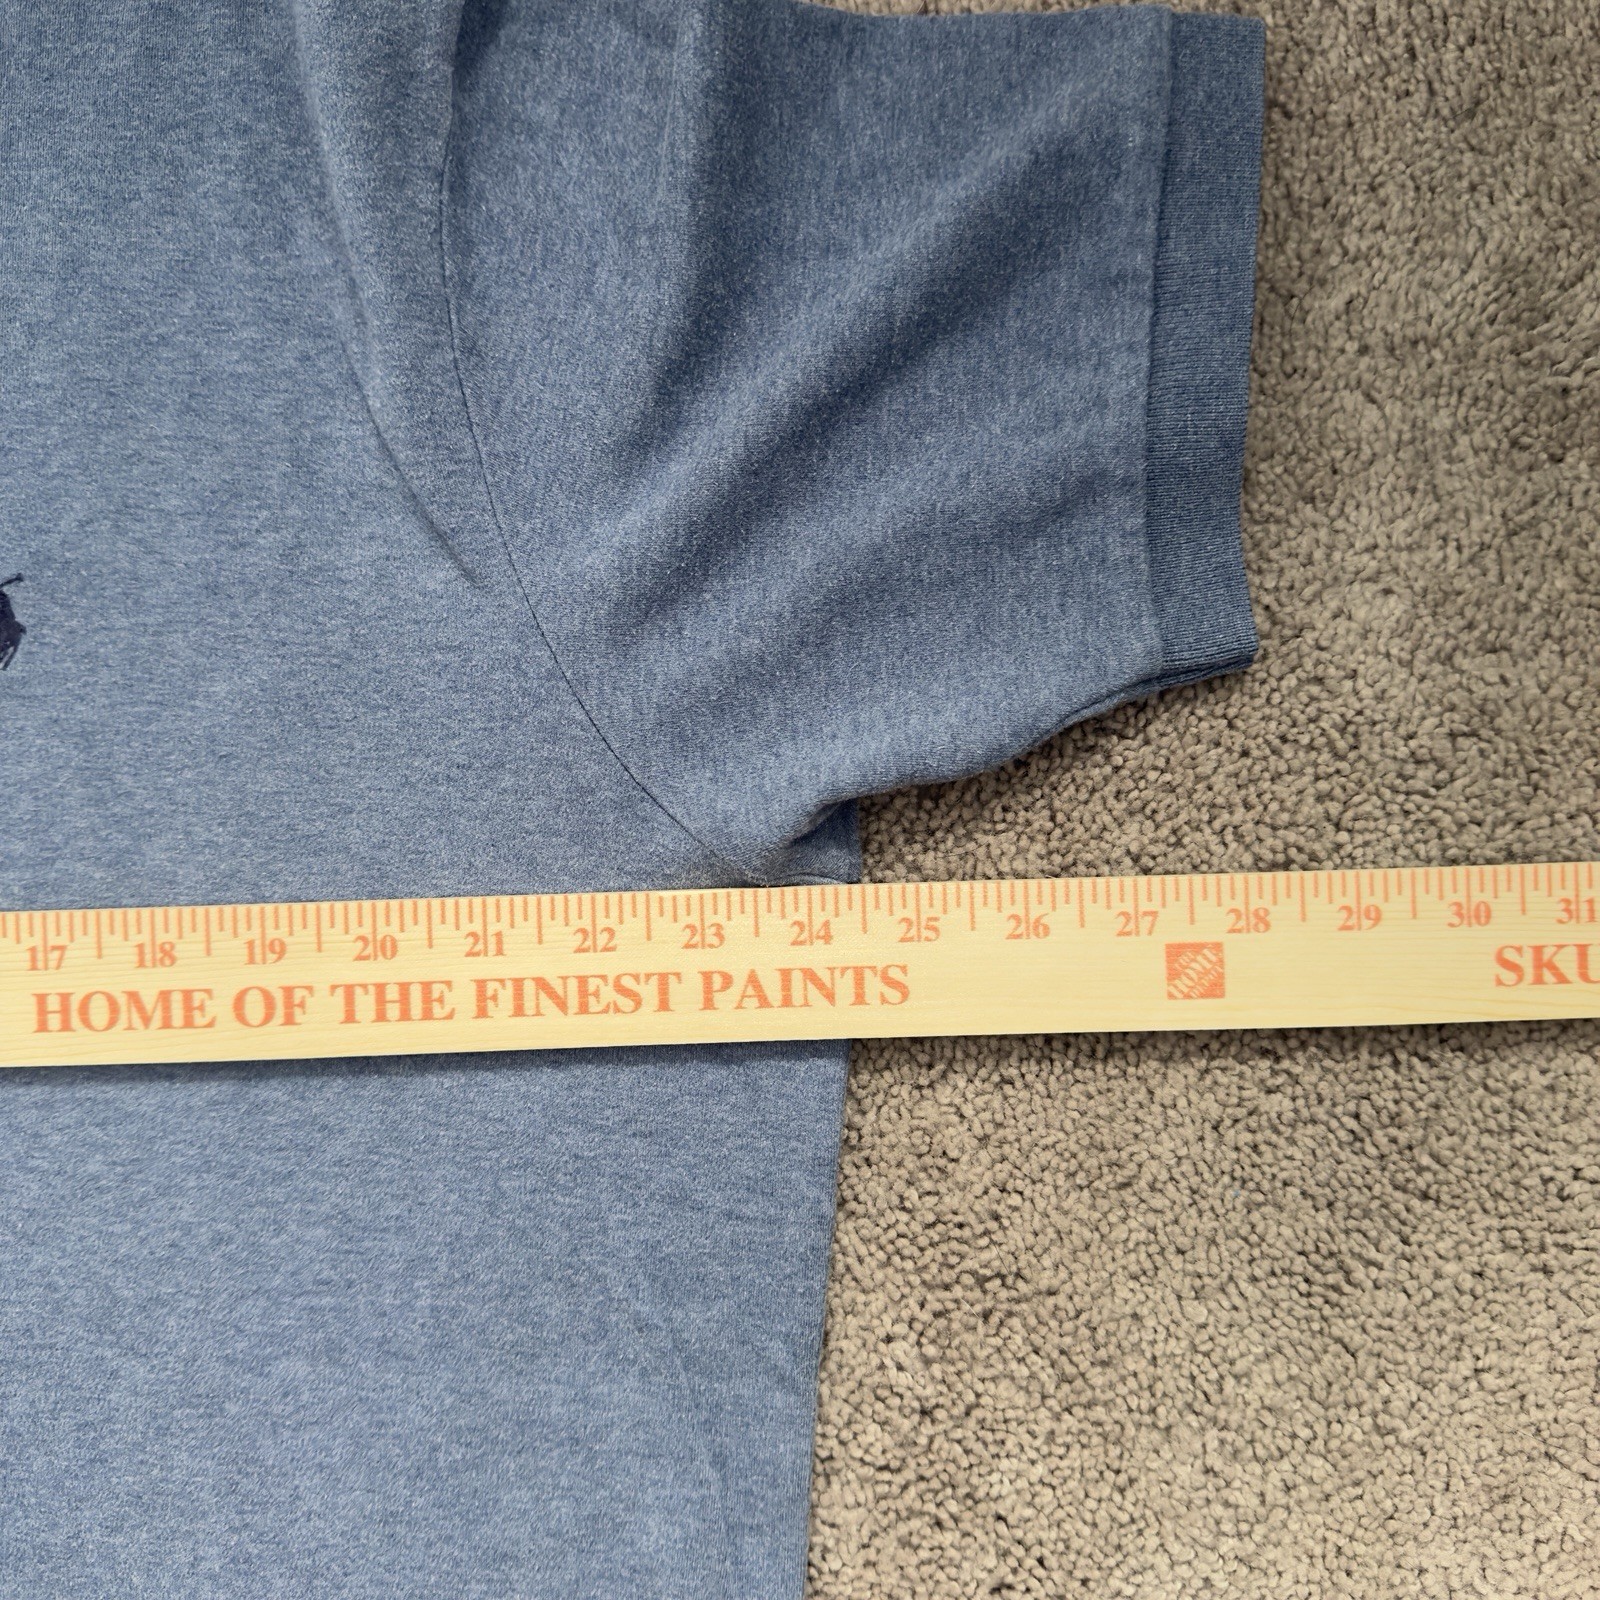 17 18 19 20 21 22 23 24 25 26 27 28 29 30 31
HOME OF THE FINEST PAINTS
SKU